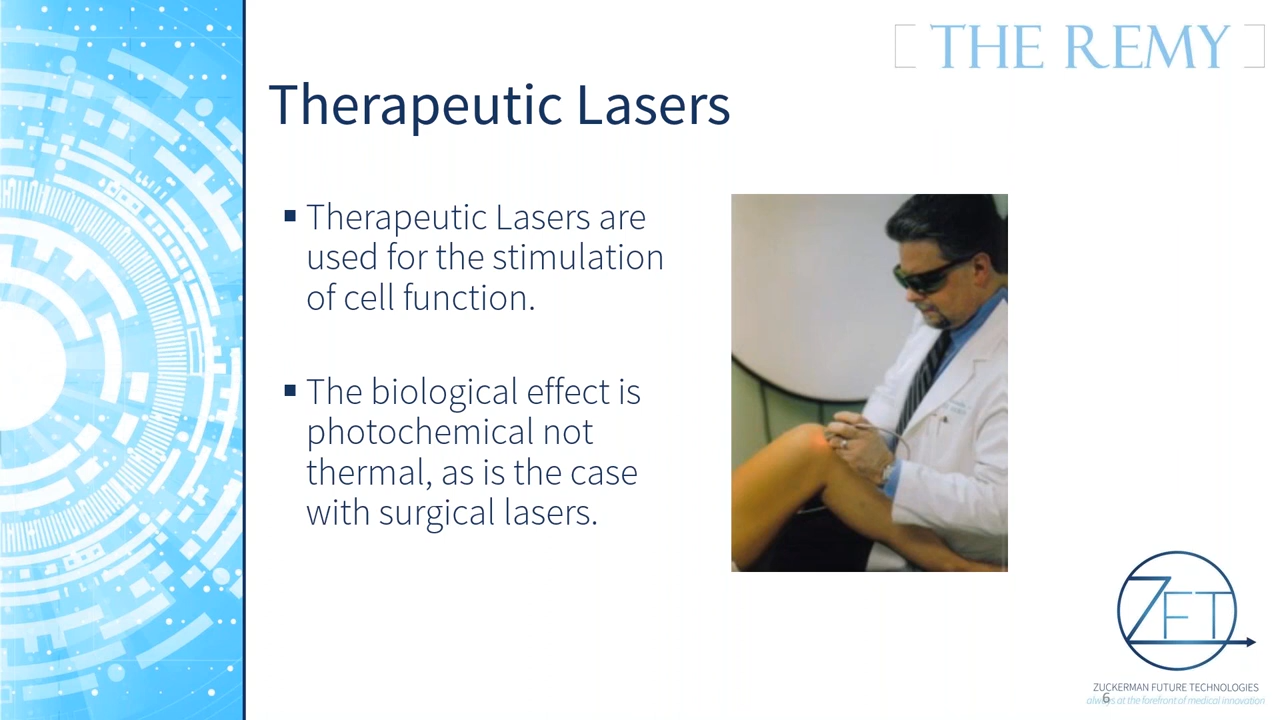 THE REMY
Therapeutic Lasers
▪ Therapeutic Lasers are
used for the stimulation
of cell function.
▪ The biological effect is
photochemical not
thermal, as is the case
with surgical lasers.
ZFT
ZUCKERMAN FUTURE TECHNOLOGIES
always at the forefront of medical innovation
6